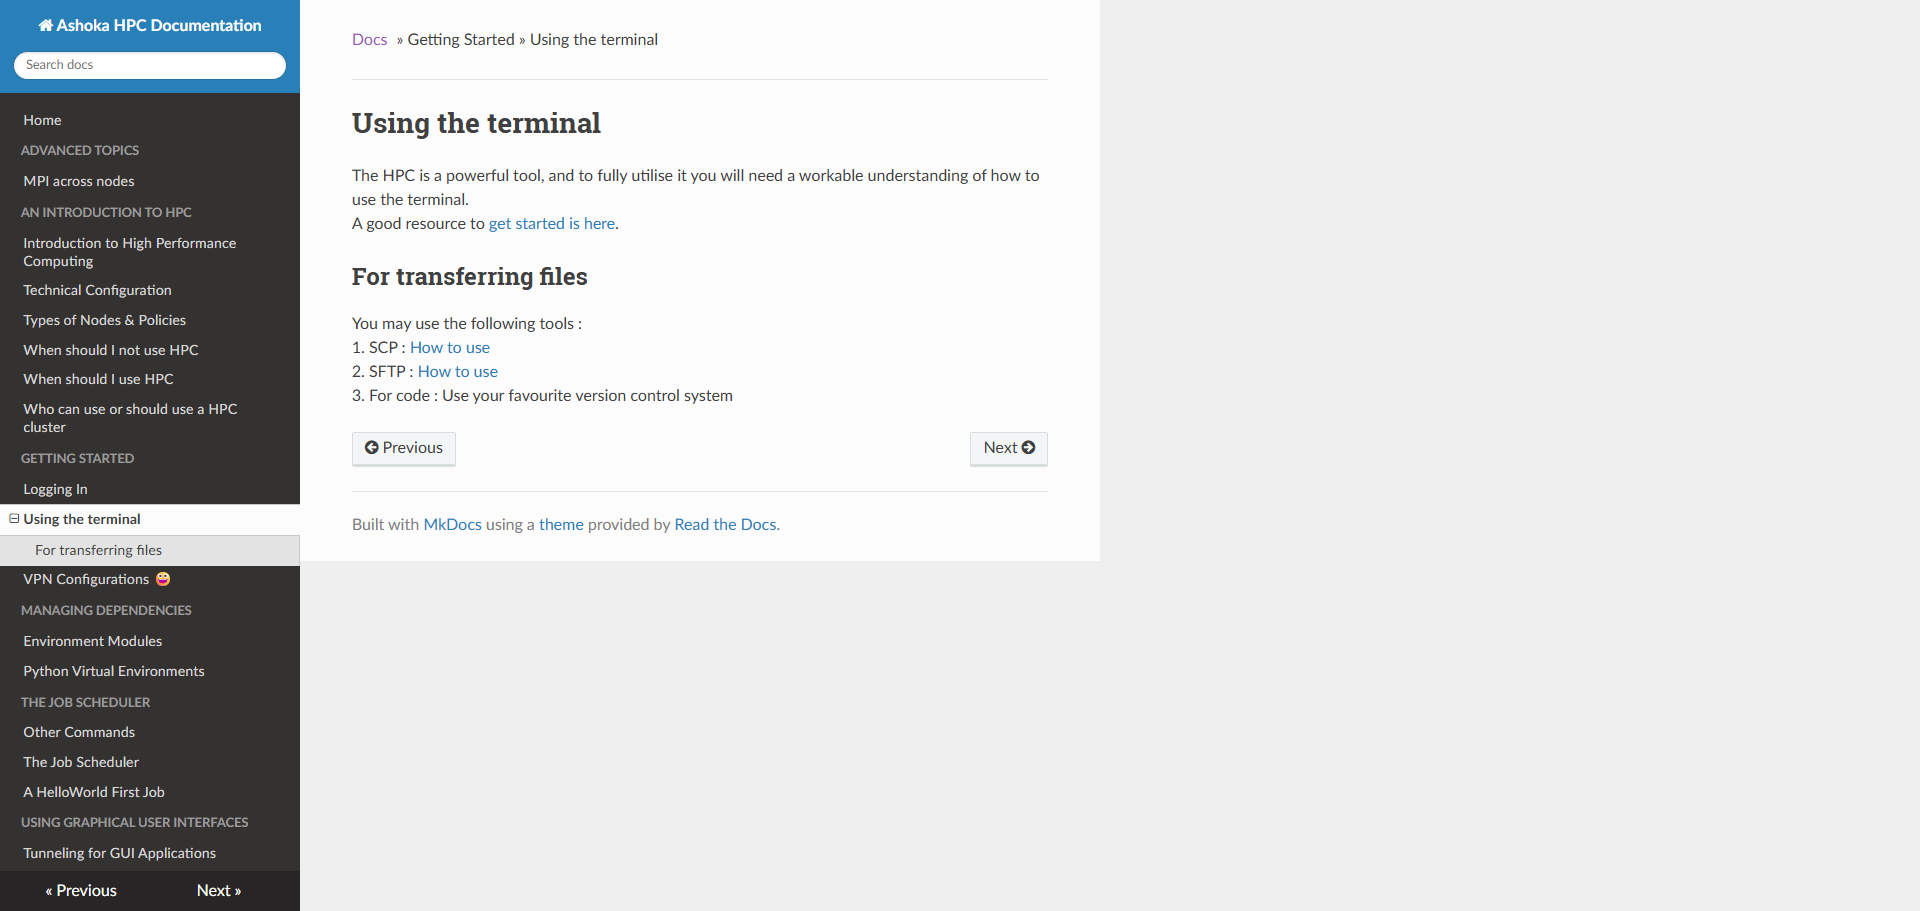 Ashoka HPC Documentation
Search docs
Home
ADVANCED TOPICS
MPI across nodes
AN INTRODUCTION TO HPC
Introduction to High Performance
Computing
Technical Configuration
Types of Nodes & Policies
When should I not use HPC
When should I use HPC
Who can use or should use a HPC
cluster
GETTING STARTED
Logging In
Using the terminal
For transferring files
VPN Configurations 😛
MANAGING DEPENDENCIES
Environment Modules
Python Virtual Environments
THE JOB SCHEDULER
Other Commands
The Job Scheduler
A HelloWorld First Job
USING GRAPHICAL USER INTERFACES
Tunneling for GUI Applications
« Previous Next »
Docs » Getting Started » Using the terminal
Using the terminal
The HPC is a powerful tool, and to fully utilise it you will need a workable understanding of how to
use the terminal.
A good resource to get started is here.
For transferring files
You may use the following tools :
1. SCP : How to use
2. SFTP : How to use
3. For code : Use your favourite version control system
Previous Next
Built with MkDocs using a theme provided by Read the Docs.